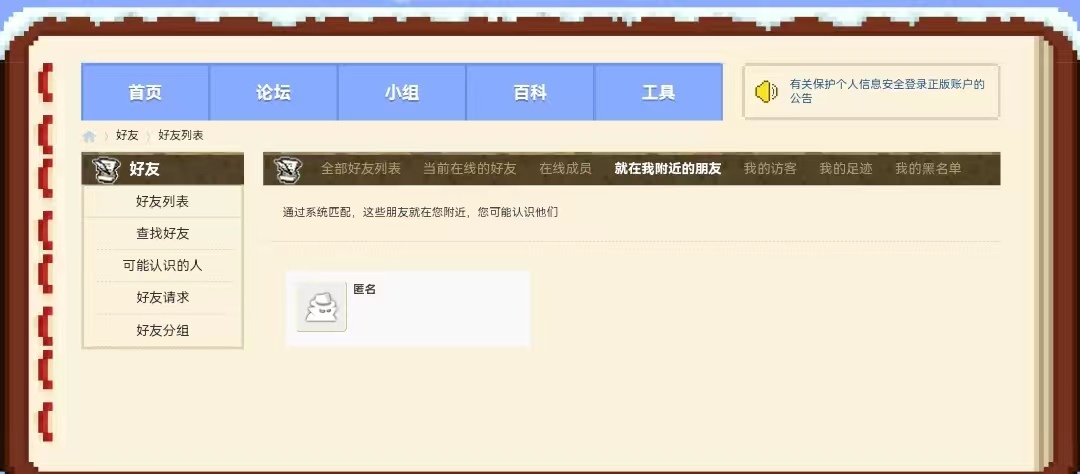 首页 论坛 小组 百科 工具
有关保护个人信息安全登录正版账户的
公告
好友 好友列表
好友
好友列表
查找好友
可能认识的人
好友请求
好友分组
全部好友列表 当前在线的好友 在线成员 就在我附近的朋友 我的访客 我的足迹 我的黑名单
通过系统匹配，这些朋友就在您附近，您可能认识他们
匿名